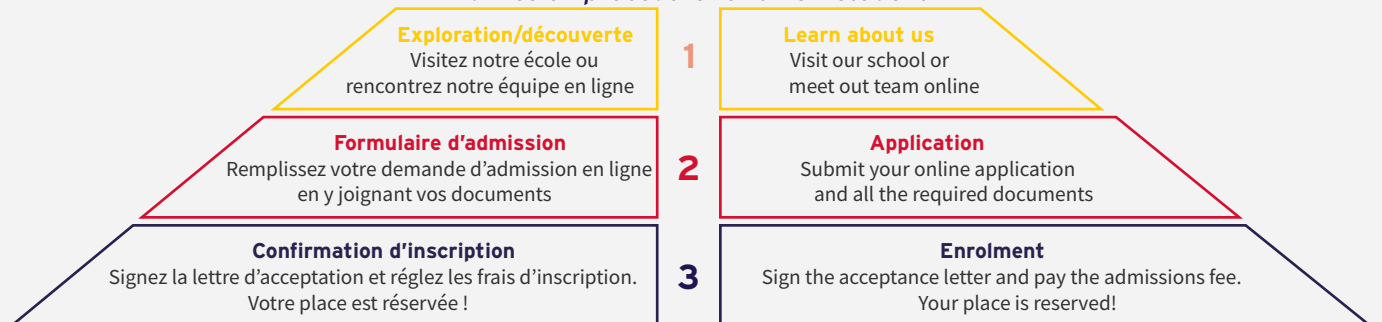 Exploration/découverte
Visitez notre école ou
rencontrez notre équipe en ligne
1
Learn about us
Visit our school or
meet out team online
Formulaire d'admission
Remplissez votre demande d'admission en ligne
en y joignant vos documents
2
Application
Submit your online application
and all the required documents
Confirmation d'inscription
Signez la lettre d'acceptation et réglez les frais d'inscription.
Votre place est réservée !
3
Enrolment
Sign the acceptance letter and pay the admissions fee.
Your place is reserved!